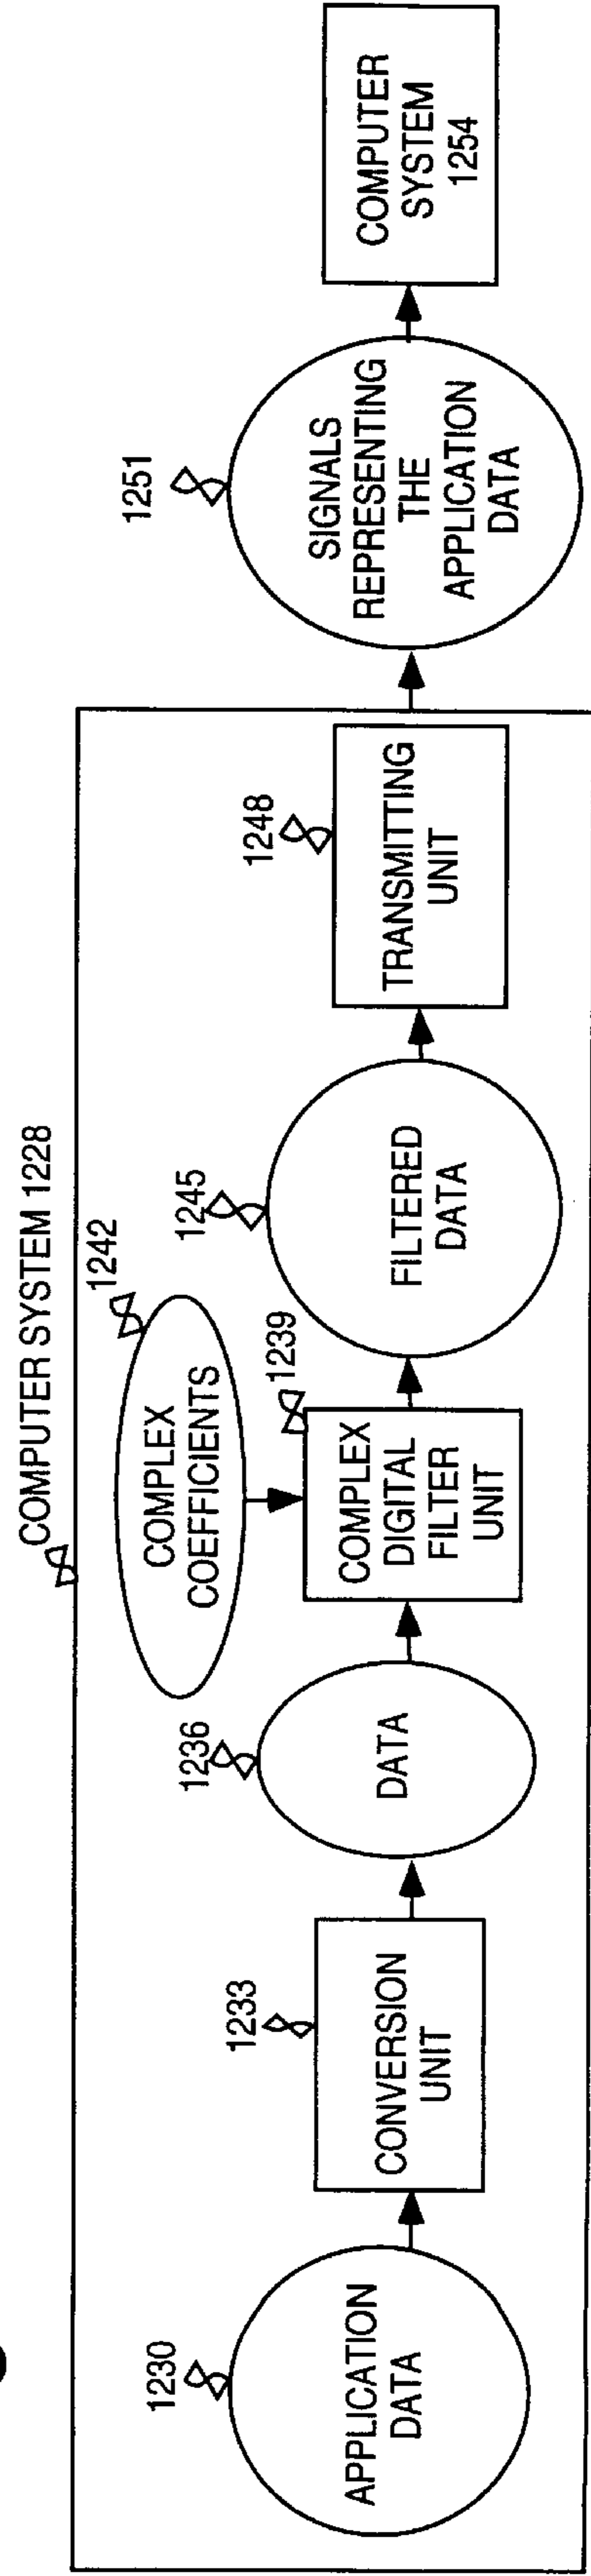 COMPUTER SYSTEM 1228
1230
APPLICATION
DATA
1233
CONVERSION
UNIT
1236
DATA
1242
COMPLEX
COEFFICIENTS
1239
COMPLEX
DIGITAL
FILTER
UNIT
1245
FILTERED
DATA
1248
TRANSMITTING
UNIT
1251
SIGNALS
REPRESENTING
THE
APPLICATION
DATA
COMPUTER
SYSTEM
1254